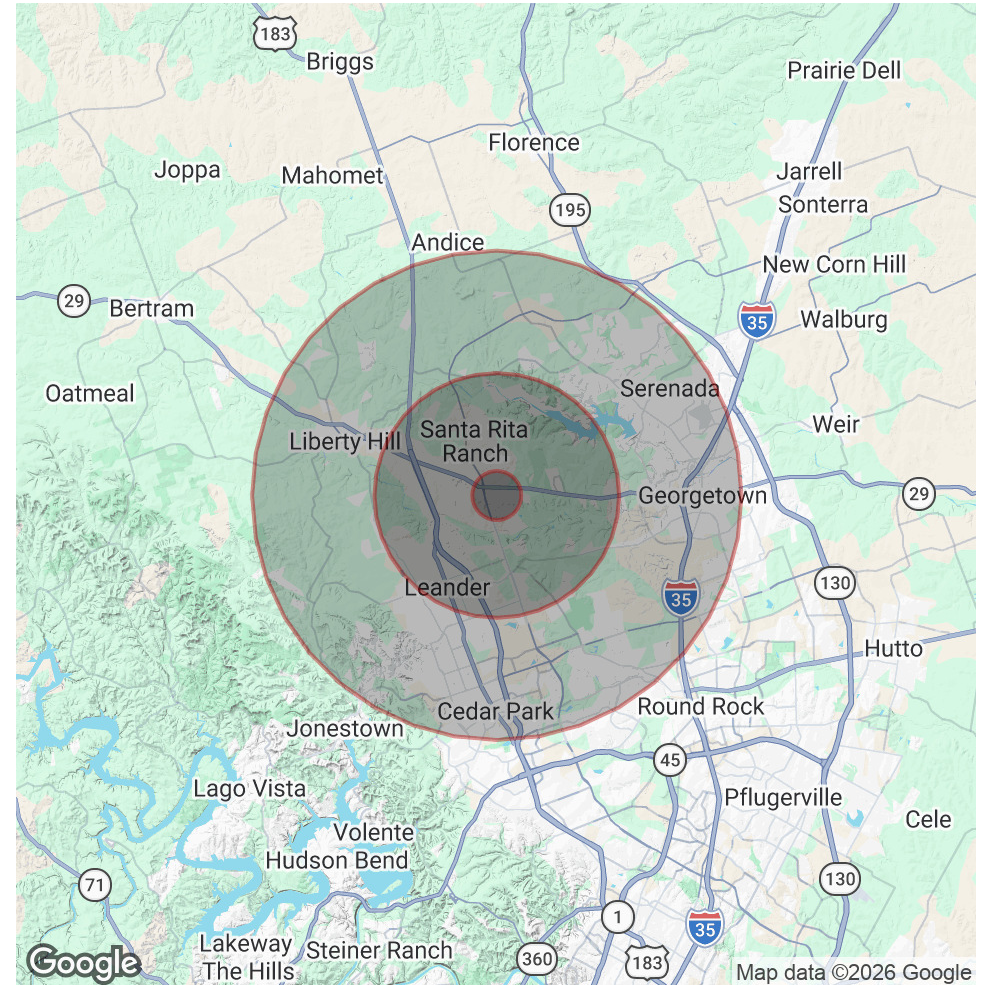 183
Briggs
Prairie Dell
Florence
Joppa
Mahomet
Jarrell
195
Sonterra
Andice
New Corn Hill
29
Bertram
35
Walburg
Oatmeal
Serenada
Santa Rita
Ranch
Weir
Liberty Hill
Georgetown
29
Leander
130
35
Hutto
Cedar Park
Round Rock
Jonestown
45
Lago Vista
Pflugerville
Cele
Volente
Hudson Bend
71
130
1
35
Lakeway
The Hills
Steiner Ranch
360
183
Google
Map data ©2026 Google